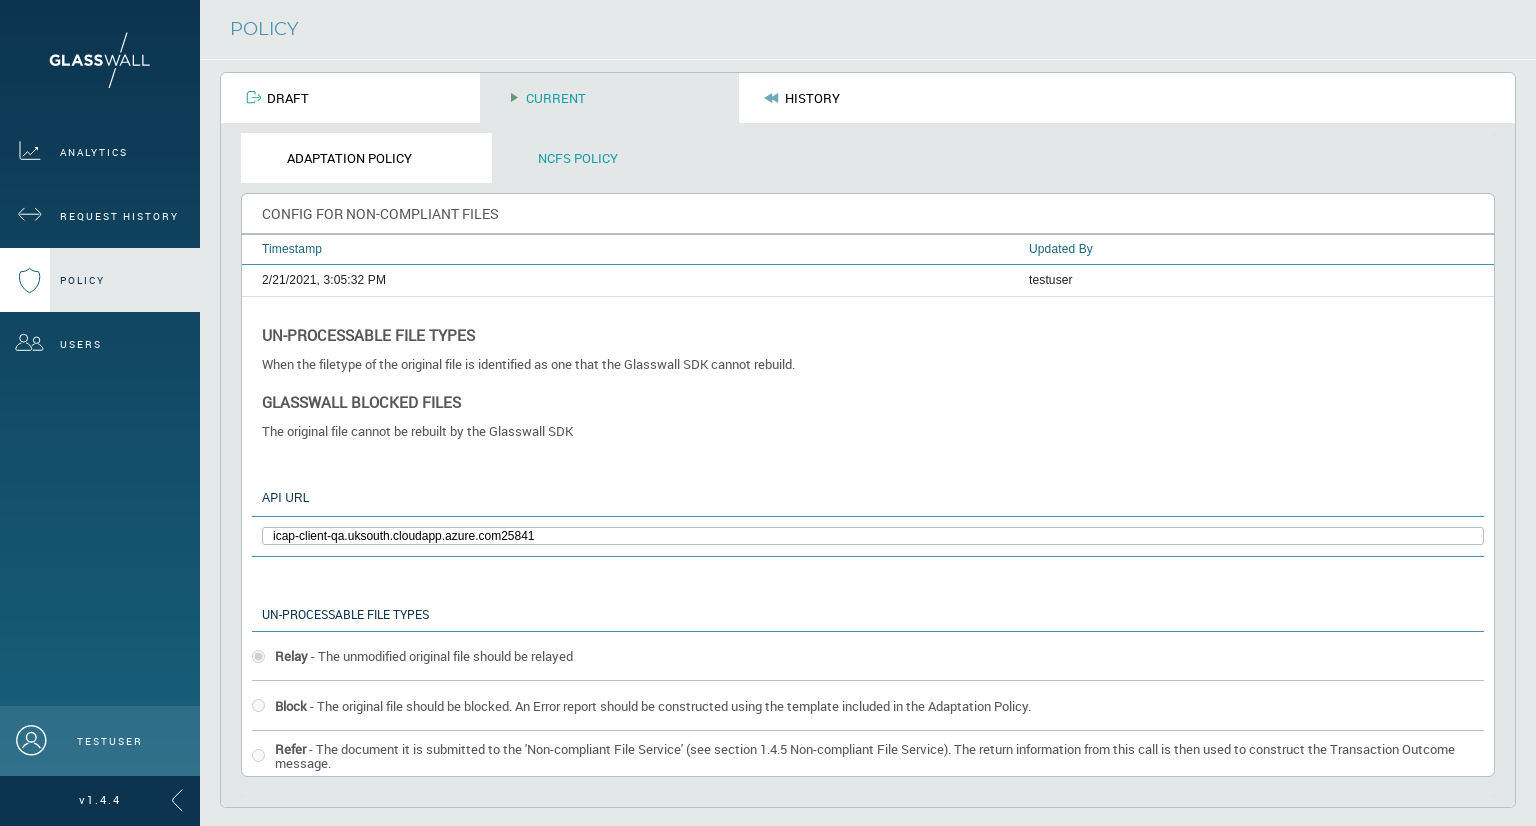 GLASSWALL
ANALYTICS
REQUEST HISTORY
POLICY
USERS
TESTUSER
v1.4.4
POLICY
DRAFT
CURRENT
HISTORY
ADAPTATION POLICY
NCFS POLICY
CONFIG FOR NON-COMPLIANT FILES
Timestamp Updated By
2/21/2021, 3:05:32 PM testuser
UN-PROCESSABLE FILE TYPES
When the filetype of the original file is identified as one that the Glasswall SDK cannot rebuild.
GLASSWALL BLOCKED FILES
The original file cannot be rebuilt by the Glasswall SDK
API URL
icap-client-qa.uksouth.cloudapp.azure.com25841
UN-PROCESSABLE FILE TYPES
Relay - The unmodified original file should be relayed
Block - The original file should be blocked. An Error report should be constructed using the template included in the Adaptation Policy.
Refer - The document it is submitted to the 'Non-compliant File Service' (see section 1.4.5 Non-compliant File Service). The return information from this call is then used to construct the Transaction Outcome
message.